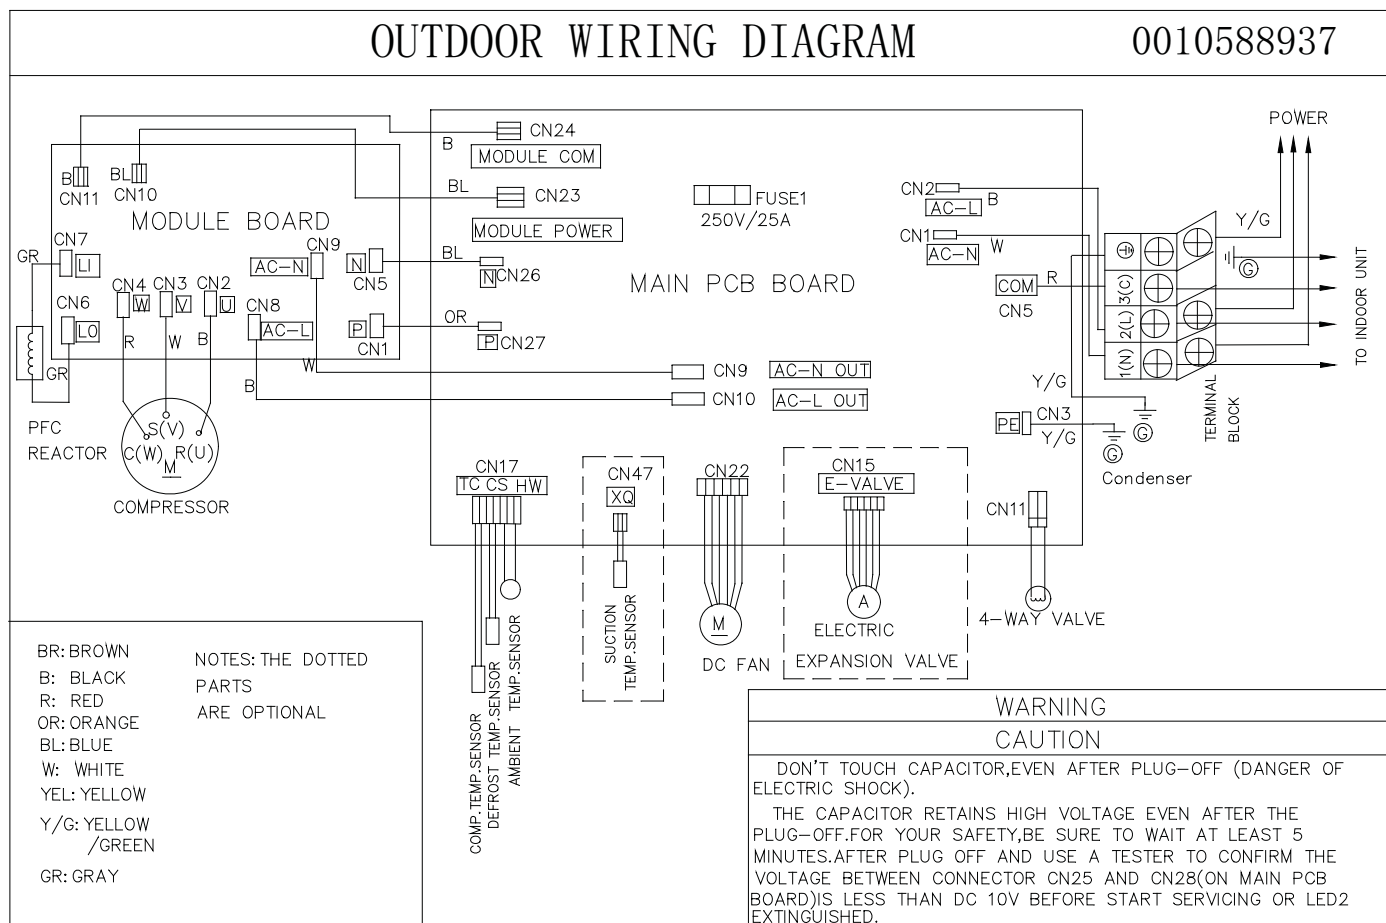 OUTDOOR WIRING DIAGRAM 0010588937
POWER
B
CN24
MODULE COM
B
CN11
BL
CN10
BL
CN23
MODULE POWER
FUSE1
250V/25A
CN2
B
AC-L
CN1
W
AC-N
Y/G
G
MODULE BOARD
MAIN PCB BOARD
CN7
GR
LI
CN9
AC-N
N
CN5
BL
N CN26
COM
R
CN5
3(C)
2(L)
1(N)
TO INDOOR UNIT
CN6
LO
CN4 W
CN3 V
CN2 U
CN8
AC-L
P
CN1
OR
P CN27
R
W
B
W
B
GR
CN9 AC-N OUT
CN10 AC-L OUT
Y/G
PE
CN3
Y/G
G
G
Condenser
TERMINAL
BLOCK
PFC
REACTOR
S(V)
C(W) R(U)
M
COMPRESSOR
CN17
TC CS HW
CN47
XQ
CN22
CN15
E-VALVE
CN11
A
M
SUCTION
TEMP.SENSOR
DC FAN
ELECTRIC
EXPANSION VALVE
4-WAY VALVE
COMP.TEMP.SENSOR
DEFROST TEMP.SENSOR
AMBIENT TEMP.SENSOR
BR: BROWN
B: BLACK
R: RED
OR: ORANGE
BL: BLUE
W: WHITE
YEL: YELLOW
Y/G: YELLOW
/GREEN
GR: GRAY
NOTES: THE DOTTED
PARTS
ARE OPTIONAL
WARNING
CAUTION
DON'T TOUCH CAPACITOR,EVEN AFTER PLUG-OFF (DANGER OF
ELECTRIC SHOCK).
THE CAPACITOR RETAINS HIGH VOLTAGE EVEN AFTER THE
PLUG-OFF.FOR YOUR SAFETY,BE SURE TO WAIT AT LEAST 5
MINUTES.AFTER PLUG OFF AND USE A TESTER TO CONFIRM THE
VOLTAGE BETWEEN CONNECTOR CN25 AND CN28(ON MAIN PCB
BOARD)IS LESS THAN DC 10V BEFORE START SERVICING OR LED2
EXTINGUISHED.